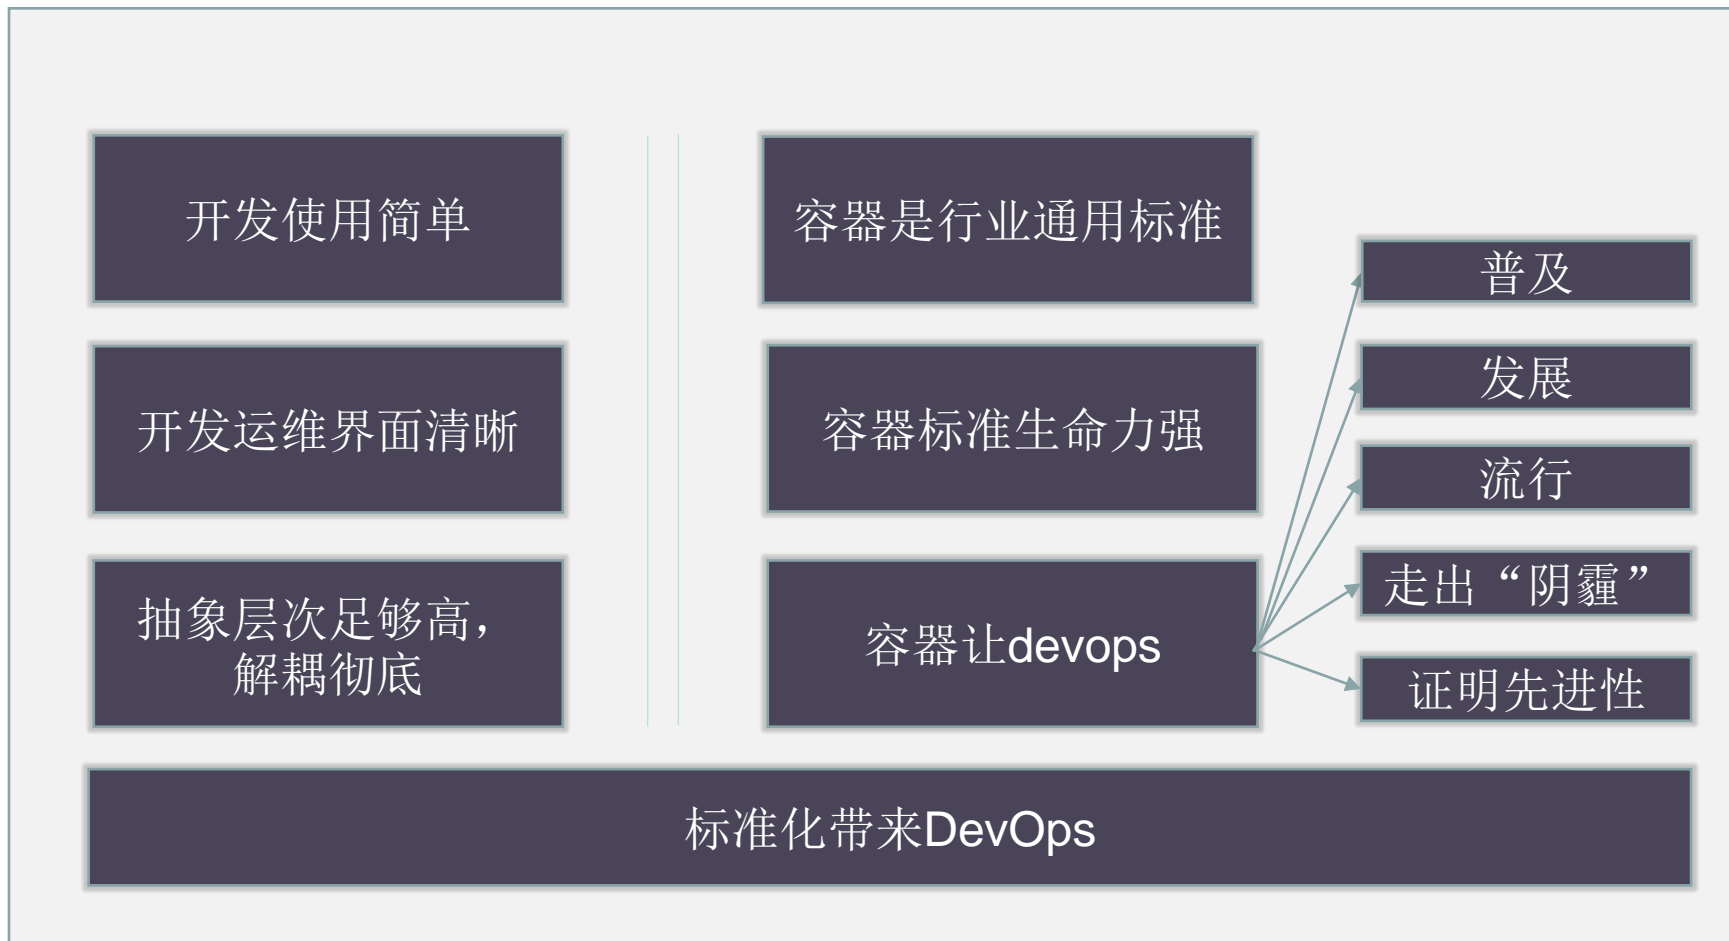 开发使用简单
开发运维界面清晰
抽象层次足够高，
解耦彻底
容器是行业通用标准
容器标准生命力强
容器让devops
普及
发展
流行
走出“阴霾”
证明先进性
标准化带来DevOps